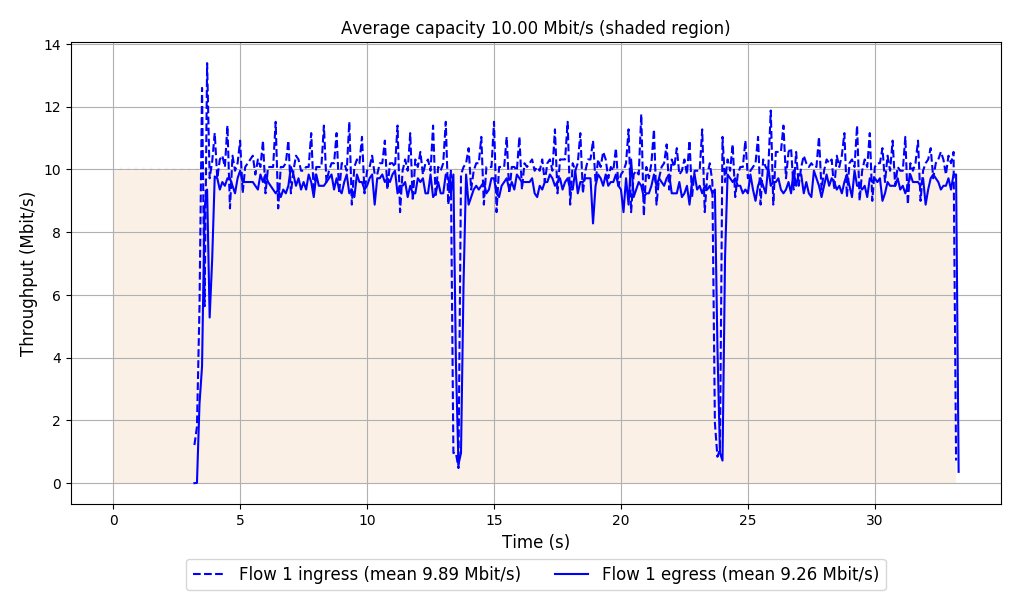 Average capacity 10.00 Mbit/s (shaded region)
14
12
10
8
6
4
2
0
Throughput (Mbit/s)
0 5 10 15 20 25 30
Time (s)
Flow 1 ingress (mean 9.89 Mbit/s) Flow 1 egress (mean 9.26 Mbit/s)